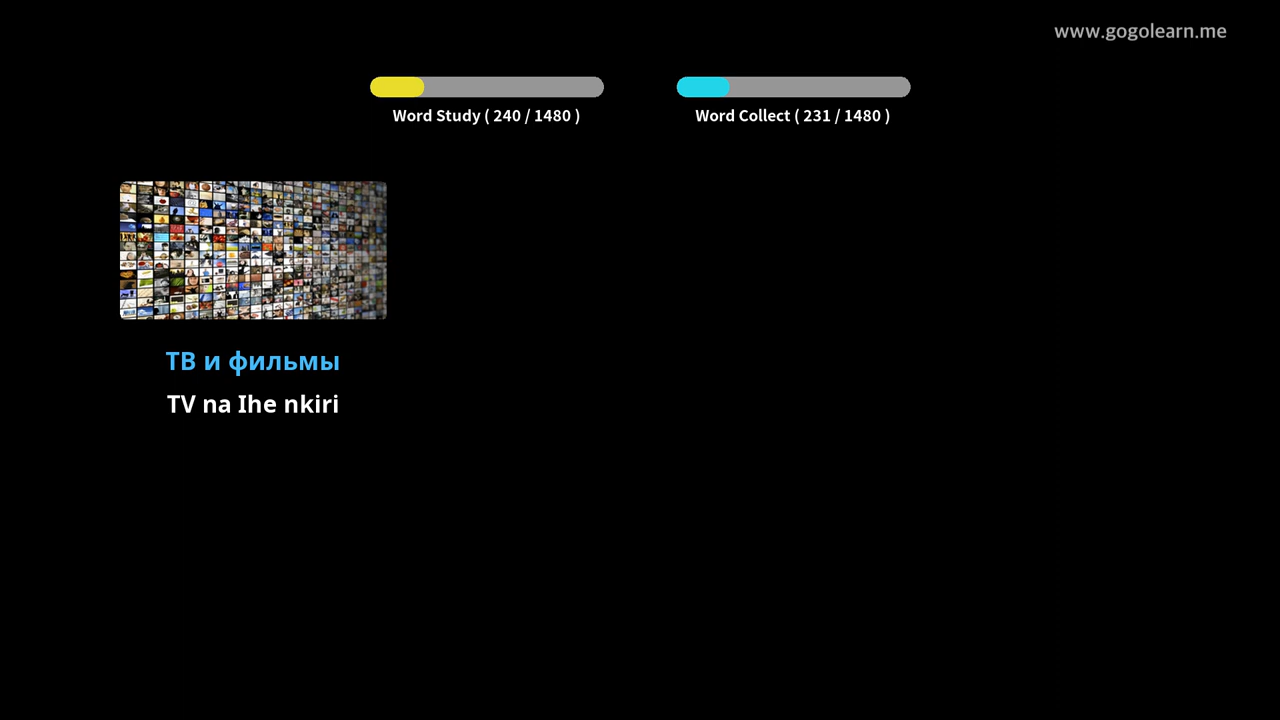 www.gogolearn.me
Word Study ( 240 / 1480 )
Word Collect ( 231 / 1480 )
ТВ и фильмы
TV na Ihe nkiri